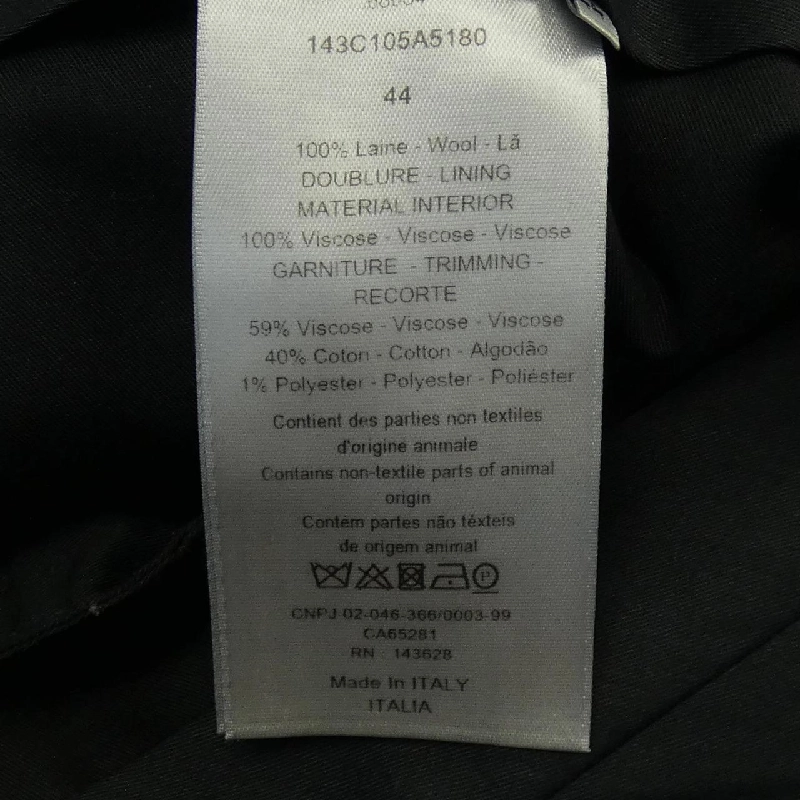 143C105A5180
44
100% Laine - Wool - Lã
DOUBLURE - LINING
MATERIAL INTERIOR
100% Viscose - Viscose - Viscose
GARNITURE - TRIMMING -
RECORTE
59% Viscose - Viscose - Viscose
40% Coton - Cotton - Algodão
1% Polyester - Polyester - Poliéster
Contient des parties non textiles
d'origine animale
Contains non-textile parts of animal
origin
Contém partes não têxteis
de origem animal
P
CNPJ 02-046-366/0003-99
CA65281
RN : 143628
Made In ITALY
ITALIA